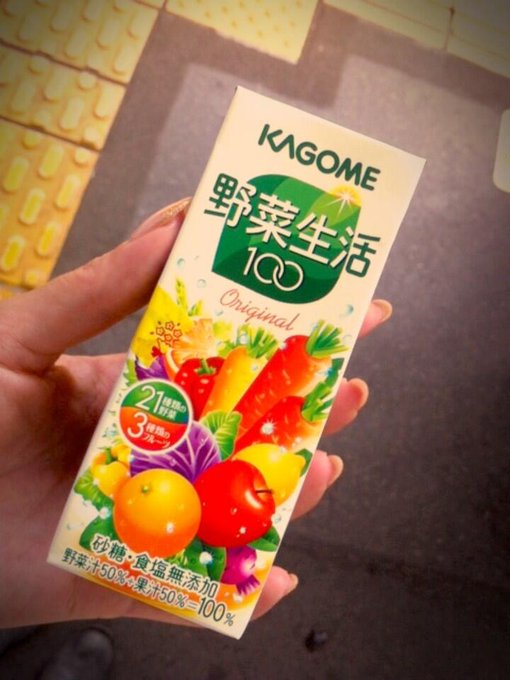 KAGOME
野菜生活
100
Original
21種類の
野菜
3種類の
フルーツ
砂糖・食塩無添加
野菜汁50%+果汁50%=100%